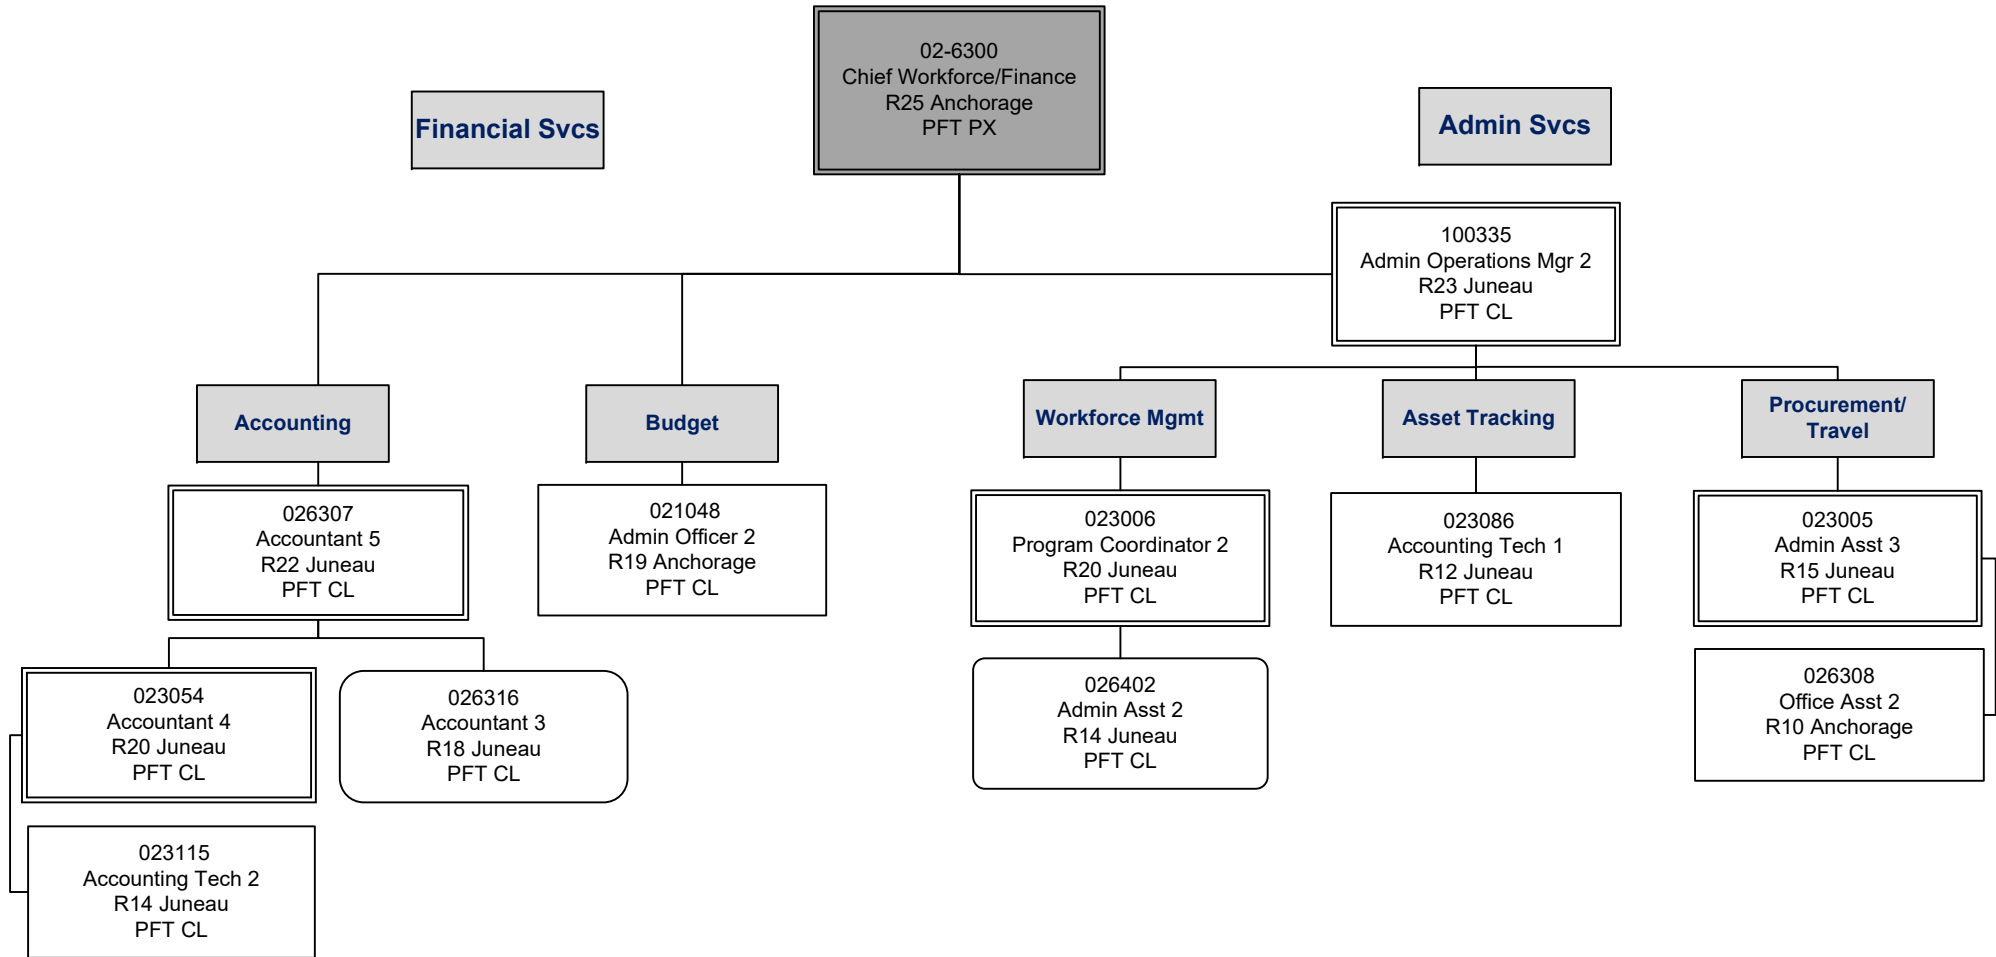 02-6300
Chief Workforce/Finance
R25 Anchorage
PFT PX
Financial Svcs
Admin Svcs
100335
Admin Operations Mgr 2
R23 Juneau
PFT CL
Accounting
Budget
Workforce Mgmt
Asset Tracking
Procurement/
Travel
026307
Accountant 5
R22 Juneau
PFT CL
021048
Admin Officer 2
R19 Anchorage
PFT CL
023006
Program Coordinator 2
R20 Juneau
PFT CL
023086
Accounting Tech 1
R12 Juneau
PFT CL
023005
Admin Asst 3
R15 Juneau
PFT CL
023054
Accountant 4
R20 Juneau
PFT CL
026316
Accountant 3
R18 Juneau
PFT CL
026402
Admin Asst 2
R14 Juneau
PFT CL
026308
Office Asst 2
R10 Anchorage
PFT CL
023115
Accounting Tech 2
R14 Juneau
PFT CL